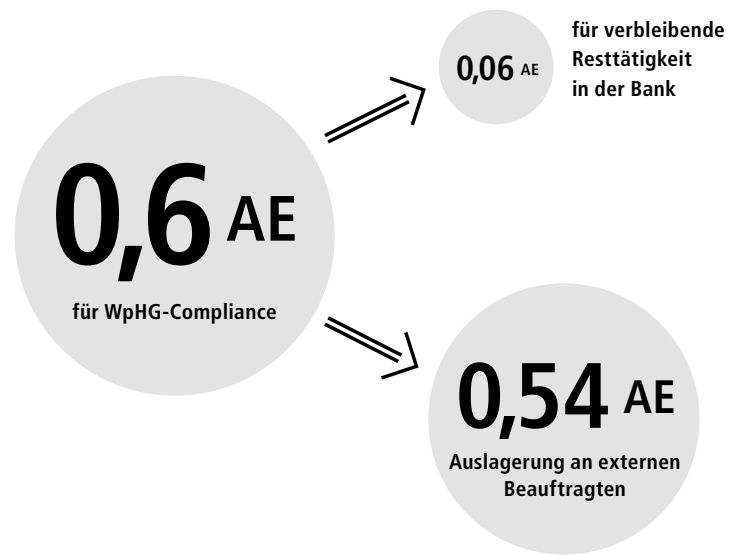 0,6 AE
für WpHG-Compliance
0,06 AE
für verbleibende
Resttätigkeit
in der Bank
0,54 AE
Auslagerung an externen
Beauftragten